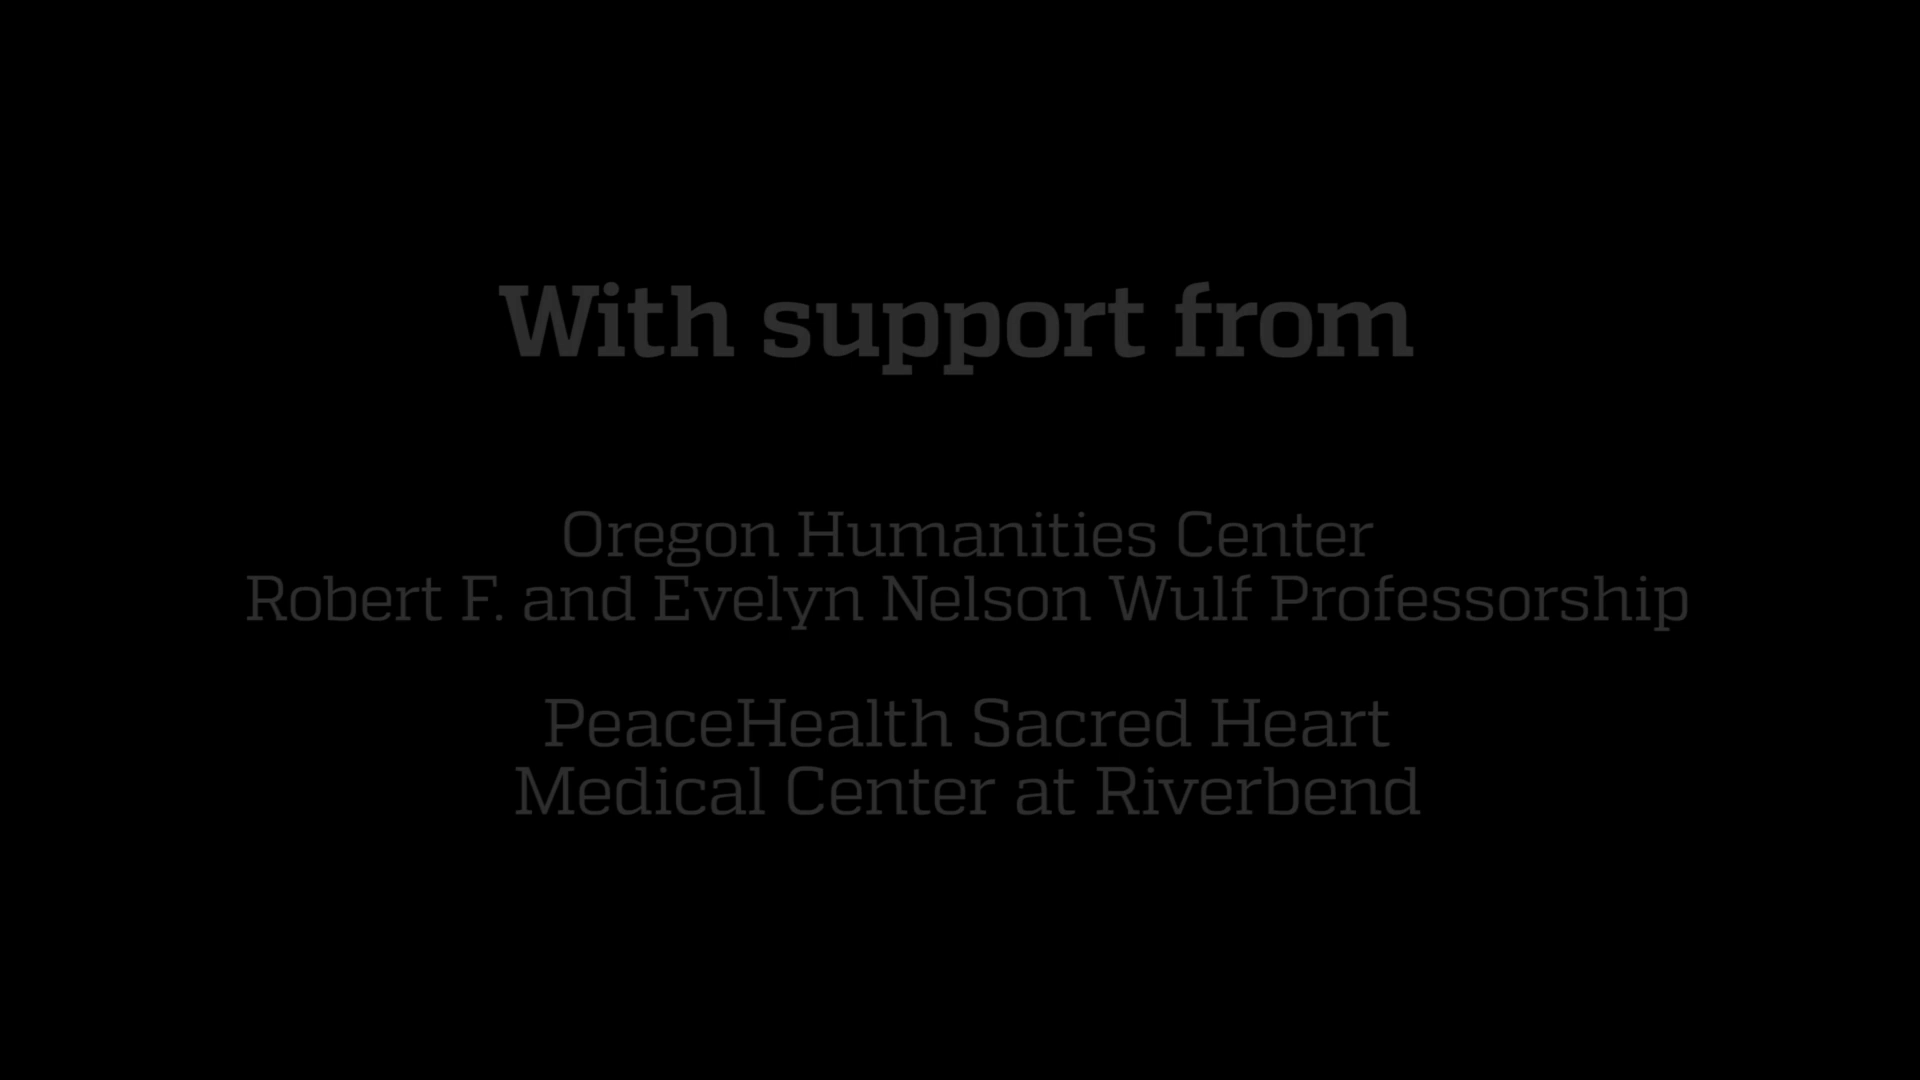 With support from
Oregon Humanities Center
Robert F. and Evelyn Nelson Wulf Professorship
PeaceHealth Sacred Heart
Medical Center at Riverbend